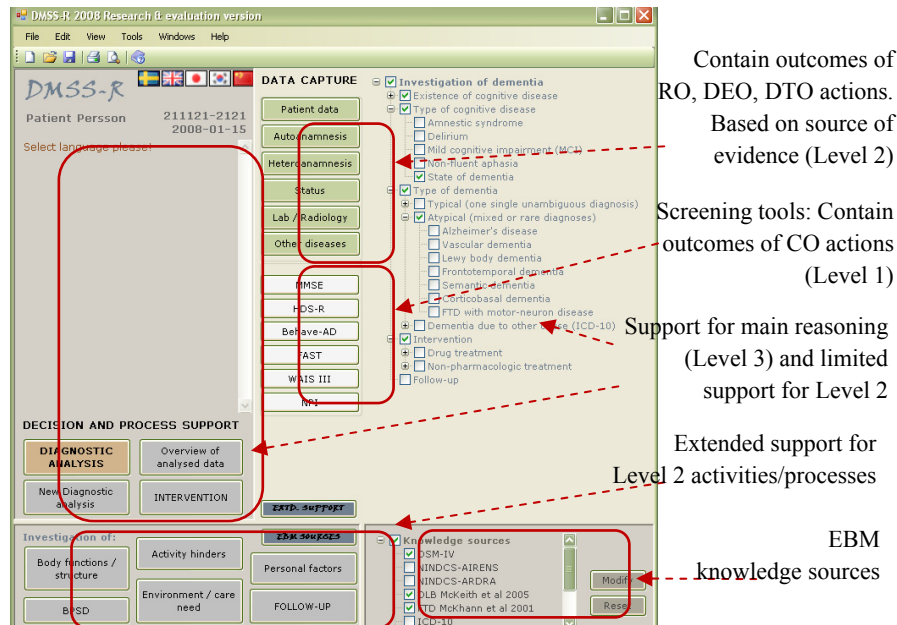 DMSS-R 2008 Research & evaluation version
File Edit View Tools Windows Help
DMSS-R
Patient Persson 211121-2121
2008-01-15
Select language please!
DECISION AND PROCESS SUPPORT
DIAGNOSTIC
ANALYSIS
Overview of
analysed data
New Diagnostic
analysis
INTERVENTION
DATA CAPTURE
Patient data
Autoanamnesis
Heteroanamnesis
Status
Lab / Radiology
Other diseases
MMSE
HDS-R
Behave-AD
FAST
WAIS III
NPI
EXTD. SUPPORT
Investigation of dementia
Existence of cognitive disease
Type of cognitive disease
Amnestic syndrome
Delirium
Mild cognitive impairment (MCI)
Non-fluent aphasia
State of dementia
Type of dementia
Typical (one single unambiguous diagnosis)
Atypical (mixed or rare diagnoses)
Alzheimer's disease
Vascular dementia
Lewy body dementia
Frontotemporal dementia
Semantic dementia
Corticobasal dementia
FTD with motor-neuron disease
Dementia due to other cause (ICD-10)
Intervention
Drug treatment
Non-pharmacologic treatment
Follow-up
Investigation of:
Body functions /
structure
Activity hinders
BPSD
Environment / care
need
EBM SOURCES
Personal factors
FOLLOW-UP
Knowledge sources
DSM-IV
NINDCS-AIRENS
NINDCS-ARDRA
DLB McKeith et al 2005
FTD McKhann et al 2001
ICD-10
Modify
Reset
Contain outcomes of
RO, DEO, DTO actions.
Based on source of
evidence (Level 2)
Screening tools: Contain
outcomes of CO actions
(Level 1)
Support for main reasoning
(Level 3) and limited
support for Level 2
Extended support for
Level 2 activities/processes
EBM
knowledge sources